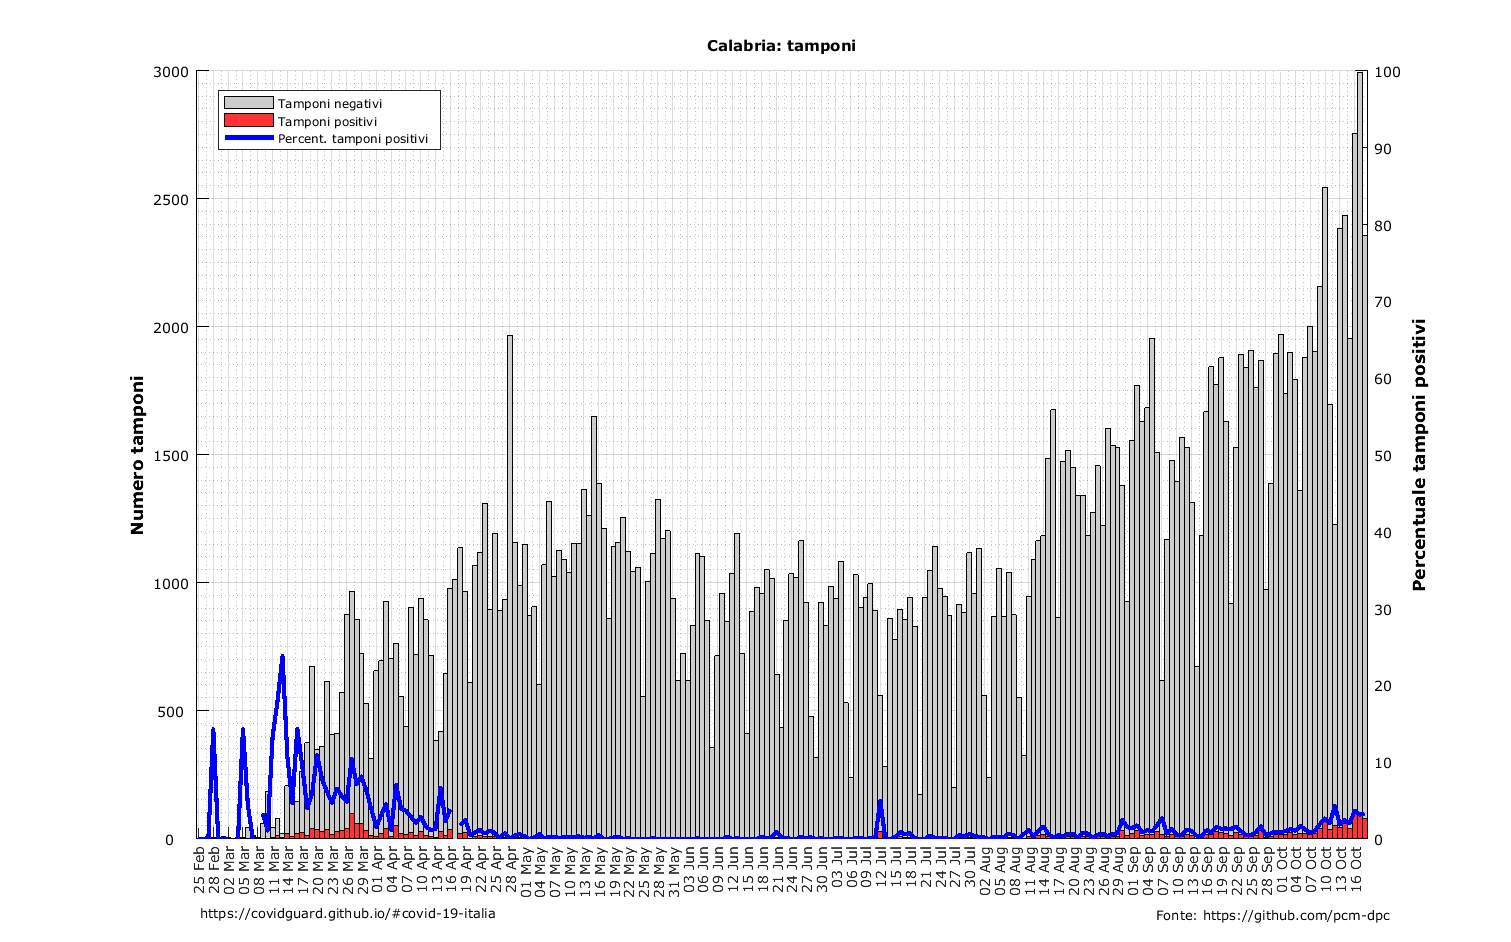 Calabria: tamponi
Tamponi negativi
Tamponi positivi
Percent. tamponi positivi
Numero tamponi
3000
2500
2000
1500
1000
500
0
Percentuale tamponi positivi
100
90
80
70
60
50
40
30
20
10
0
25 Feb
28 Feb
02 Mar
05 Mar
08 Mar
11 Mar
14 Mar
17 Mar
20 Mar
23 Mar
26 Mar
29 Mar
01 Apr
04 Apr
07 Apr
10 Apr
13 Apr
16 Apr
19 Apr
22 Apr
25 Apr
28 Apr
01 May
04 May
07 May
10 May
13 May
16 May
19 May
22 May
25 May
28 May
31 May
03 Jun
06 Jun
09 Jun
12 Jun
15 Jun
18 Jun
21 Jun
24 Jun
27 Jun
30 Jun
03 Jul
06 Jul
09 Jul
12 Jul
15 Jul
18 Jul
21 Jul
24 Jul
27 Jul
30 Jul
02 Aug
05 Aug
08 Aug
11 Aug
14 Aug
17 Aug
20 Aug
23 Aug
26 Aug
29 Aug
01 Sep
04 Sep
07 Sep
10 Sep
13 Sep
16 Sep
19 Sep
22 Sep
25 Sep
28 Sep
01 Oct
04 Oct
07 Oct
10 Oct
13 Oct
16 Oct
https://covidguard.github.io/#covid-19-italia
Fonte: https://github.com/pcm-dpc